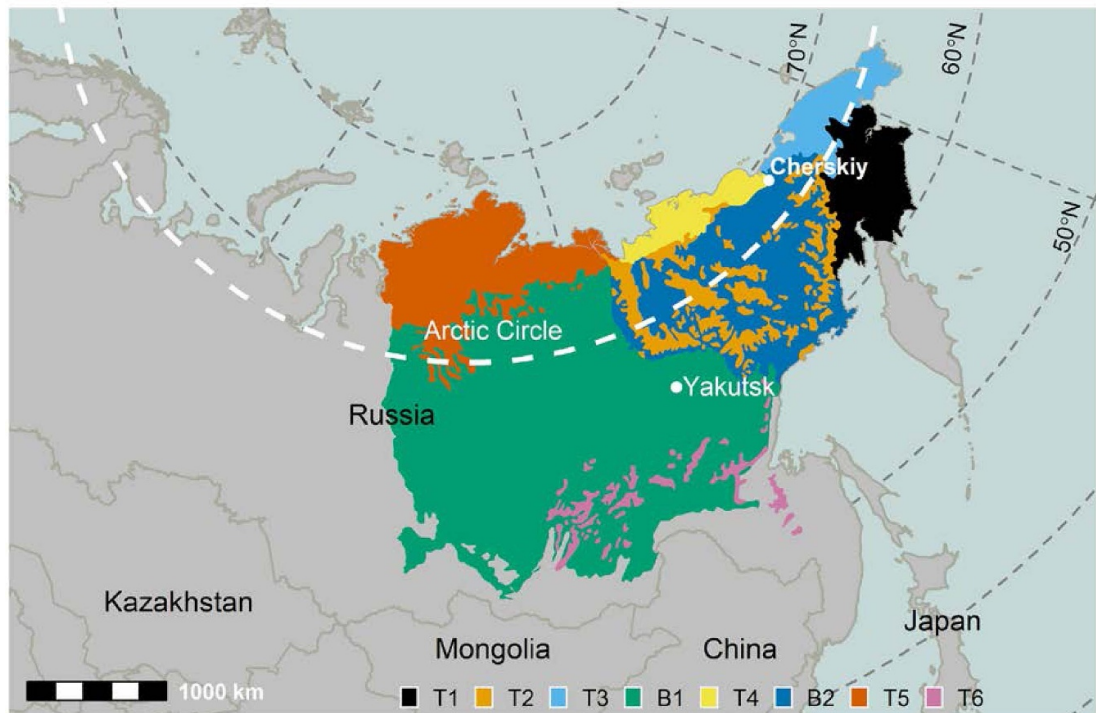 70°N
60°N
50°N
Cherskiy
Arctic Circle
Yakutsk
Russia
Kazakhstan
Mongolia
China
Japan
1000 km
T1 T2 T3 B1 T4 B2 T5 T6